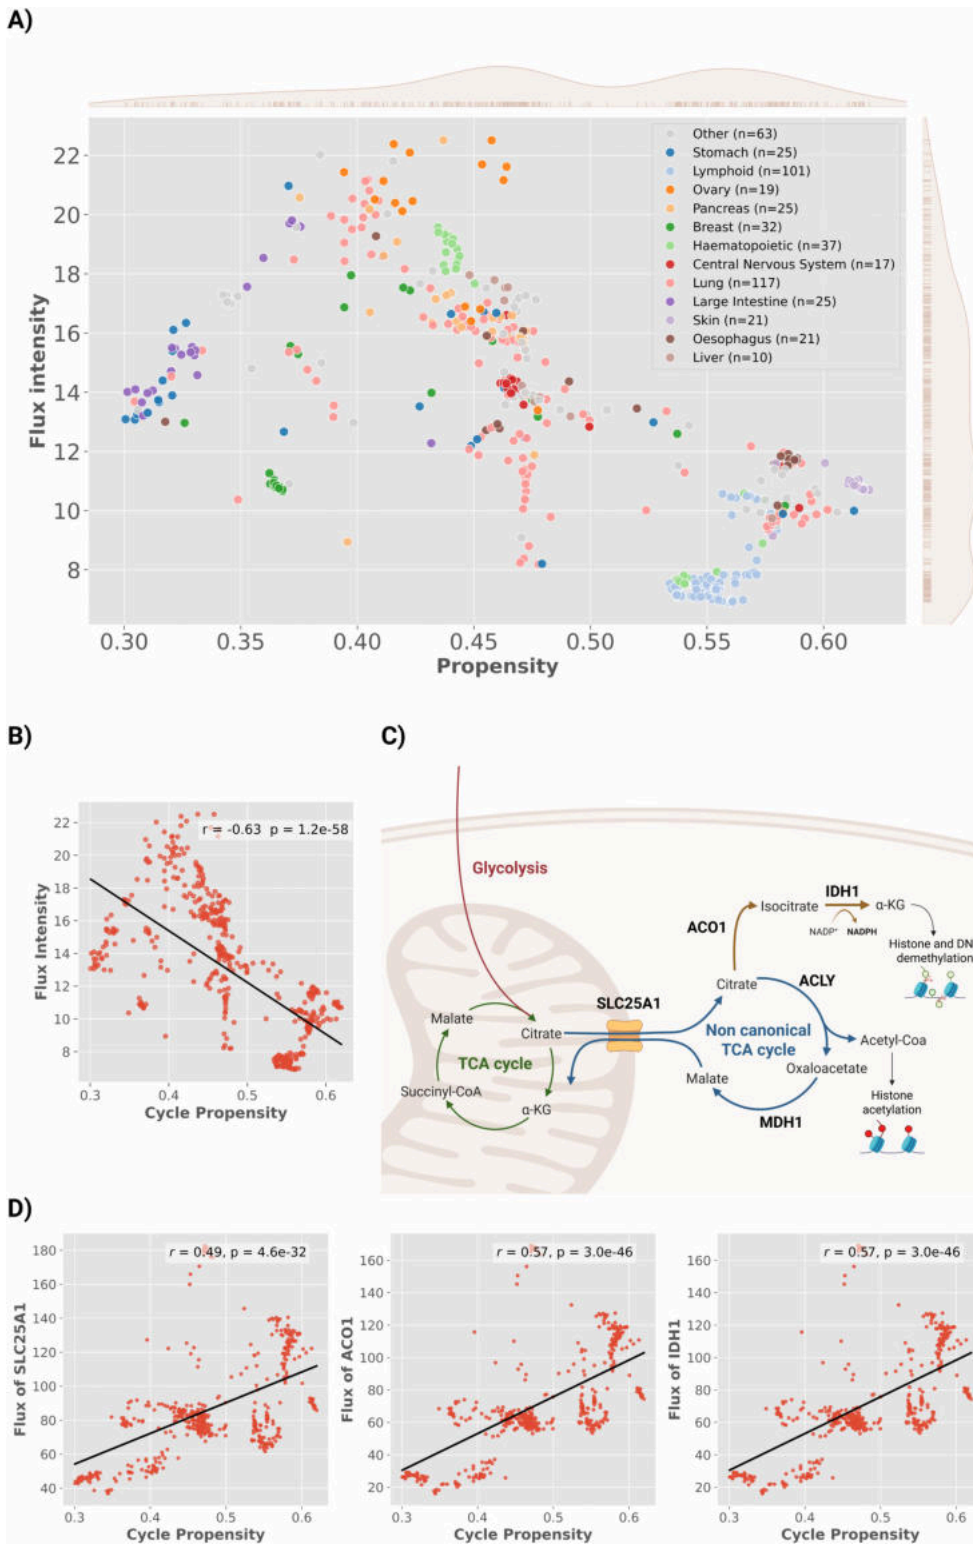 A)
22
20
18
16
14
12
10
8
Flux intensity
Other (n=63)
Stomach (n=25)
Lymphoid (n=101)
Ovary (n=19)
Pancreas (n=25)
Breast (n=32)
Haematopoietic (n=37)
Central Nervous System (n=17)
Lung (n=117)
Large Intestine (n=25)
Skin (n=21)
Oesophagus (n=21)
Liver (n=10)
0.30 0.35 0.40 0.45 0.50 0.55 0.60
Propensity
B)
r = -0.63 p = 1.2e-58
22
20
18
16
14
12
10
8
Flux Intensity
0.3 0.4 0.5 0.6
Cycle Propensity
C)
Glycolysis
IDH1
Isocitrate
α-KG
ACO1
NADP⁺ NADPH
Histone and DN
demethylation
Citrate
ACLY
SLC25A1
Malate
Citrate
Non canonical
TCA cycle
Acetyl-Coa
TCA cycle
Oxaloacetate
Malate
Succinyl-CoA
α-KG
Histone
acetylation
MDH1
D)
r = 0.49, p = 4.6e-32
180
160
140
120
100
80
60
40
Flux of SLC25A1
0.3 0.4 0.5 0.6
Cycle Propensity
r = 0.57, p = 3.0e-46
160
140
120
100
80
60
40
20
Flux of ACO1
0.3 0.4 0.5 0.6
Cycle Propensity
r = 0.57, p = 3.0e-46
160
140
120
100
80
60
40
20
Flux of IDH1
0.3 0.4 0.5 0.6
Cycle Propensity